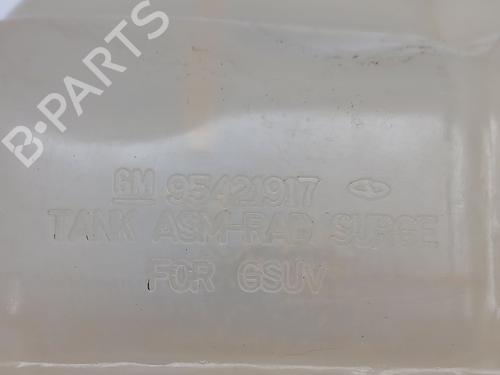 B-PARTS
GM 95421917
TANK ASM-RAD SURGE
FOR GSUV